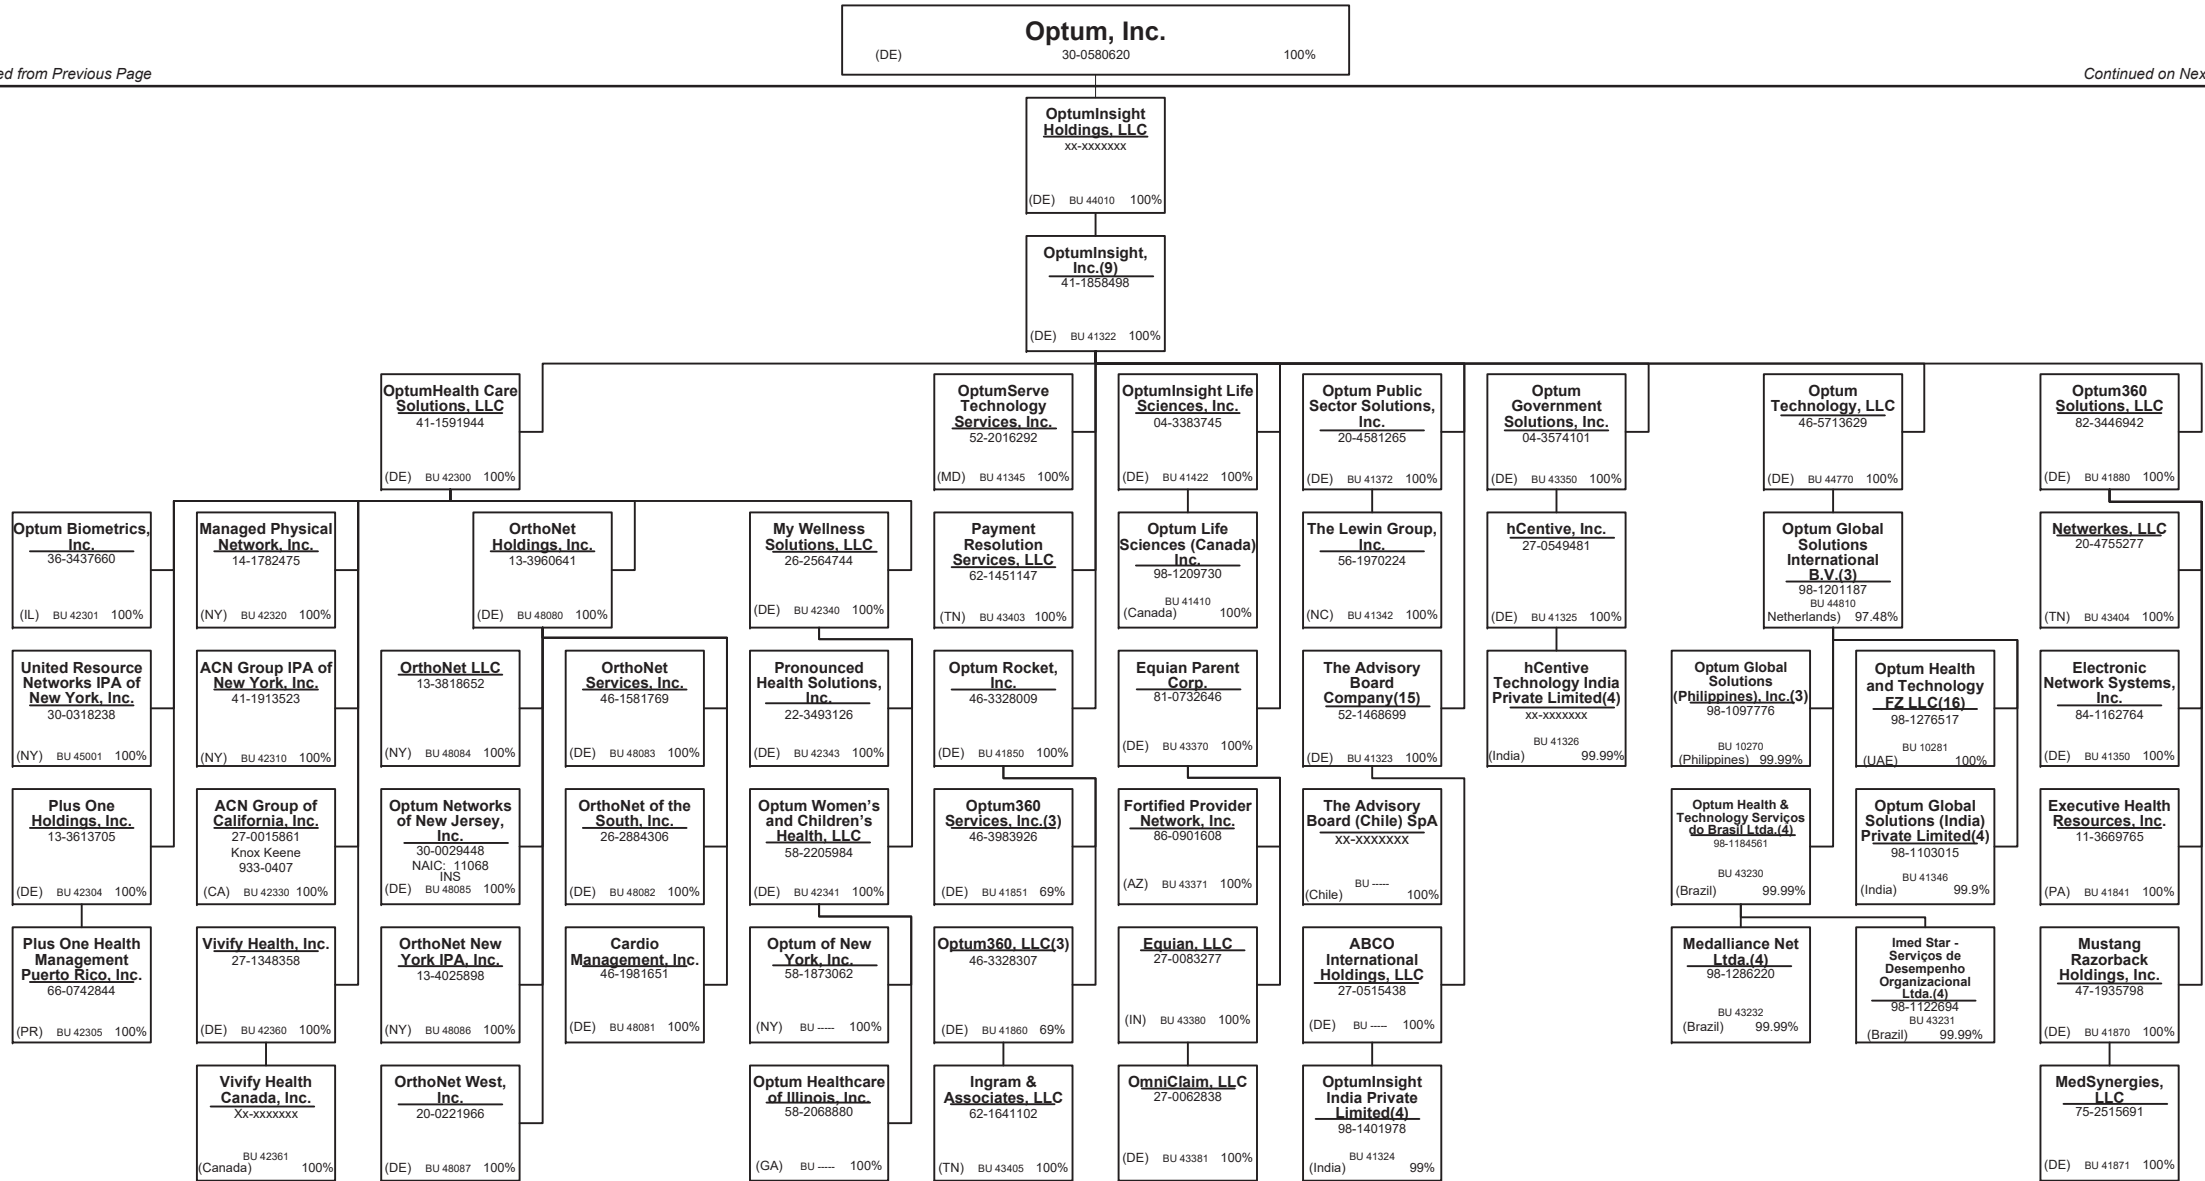 Optum, Inc.
(DE) 30-0580620 100%
ed from Previous Page
Continued on Nex
OptumInsight
Holdings, LLC
xx-xxxxxxx
(DE) BU 44010 100%
OptumInsight,
Inc.(9)
41-1858498
(DE) BU 41322 100%
OptumHealth Care
Solutions, LLC
41-1591944
(DE) BU 42300 100%
OptumServe
Technology
Services, Inc.
52-2016292
(MD) BU 41345 100%
OptumInsight Life
Sciences, Inc.
04-3383745
(DE) BU 41422 100%
Optum Public
Sector Solutions,
Inc.
20-4581265
(DE) BU 41372 100%
Optum
Government
Solutions, Inc.
04-3574101
(DE) BU 43350 100%
Optum
Technology, LLC
46-5713629
(DE) BU 44770 100%
Optum360
Solutions, LLC
82-3446942
(DE) BU 41880 100%
Optum Biometrics,
Inc.
36-3437660
(IL) BU 42301 100%
Managed Physical
Network, Inc.
14-1782475
(NY) BU 42320 100%
OrthoNet
Holdings, Inc.
13-3960641
(DE) BU 48080 100%
My Wellness
Solutions, LLC
26-2564744
(DE) BU 42340 100%
Payment
Resolution
Services, LLC
62-1451147
(TN) BU 43403 100%
Optum Life
Sciences (Canada)
Inc.
98-1209730
BU 41410
(Canada) 100%
The Lewin Group,
Inc.
56-1970224
(NC) BU 41342 100%
hCentive, Inc.
27-0549481
(DE) BU 41325 100%
Optum Global
Solutions
International
B.V.(3)
98-1201187
BU 44810
Netherlands) 97.48%
Netwerkes, LLC
20-4755277
(TN) BU 43404 100%
United Resource
Networks IPA of
New York, Inc.
30-0318238
(NY) BU 45001 100%
ACN Group IPA of
New York, Inc.
41-1913523
(NY) BU 42310 100%
OrthoNet LLC
13-3818652
(NY) BU 48084 100%
OrthoNet
Services, Inc.
46-1581769
(DE) BU 48083 100%
Pronounced
Health Solutions,
Inc.
22-3493126
(DE) BU 42343 100%
Optum Rocket,
Inc.
46-3328009
(DE) BU 41850 100%
Equian Parent
Corp.
81-0732646
(DE) BU 43370 100%
The Advisory
Board
Company(15)
52-1468699
(DE) BU 41323 100%
hCentive
Technology India
Private Limited(4)
xx-xxxxxxx
BU 41326
(India) 99.99%
Optum Global
Solutions
(Philippines), Inc.(3)
98-1097776
BU 10270
(Philippines) 99.99%
Optum Health
and Technology
FZ LLC(16)
98-1276517
BU 10281
(UAE) 100%
Electronic
Network Systems,
Inc.
84-1162764
(DE) BU 41350 100%
Plus One
Holdings, Inc.
13-3613705
(DE) BU 42304 100%
ACN Group of
California, Inc.
27-0015861
Knox Keene
933-0407
(CA) BU 42330 100%
Optum Networks
of New Jersey,
Inc.
30-0029448
NAIC: 11068
INS
(DE) BU 48085 100%
OrthoNet of the
South, Inc.
26-2884306
(DE) BU 48082 100%
Optum Women's
and Children's
Health, LLC
58-2205984
(DE) BU 42341 100%
Optum360
Services, Inc.(3)
46-3983926
(DE) BU 41851 69%
Fortified Provider
Network, Inc.
86-0901608
(AZ) BU 43371 100%
The Advisory
Board (Chile) SpA
xx-xxxxxxx
BU -----
(Chile) 100%
Optum Health &
Technology Serviços
do Brasil Ltda.(4)
98-1184561
BU 43230
(Brazil) 99.99%
Optum Global
Solutions (India)
Private Limited(4)
98-1103015
BU 41346
(India) 99.9%
Executive Health
Resources, Inc.
11-3669765
(PA) BU 41841 100%
Plus One Health
Management
Puerto Rico, Inc.
66-0742844
(PR) BU 42305 100%
Vivify Health, Inc.
27-1348358
(DE) BU 42360 100%
OrthoNet New
York IPA, Inc.
13-4025898
(NY) BU 48086 100%
Cardio
Management, Inc.
46-1981651
(DE) BU 48081 100%
Optum of New
York, Inc.
58-1873062
(NY) BU ----- 100%
Optum360, LLC(3)
46-3328307
(DE) BU 41860 69%
Equian, LLC
27-0083277
(IN) BU 43380 100%
ABCO
International
Holdings, LLC
27-0515438
(DE) BU ----- 100%
Medalliance Net
Ltda.(4)
98-1286220
BU 43232
(Brazil) 99.99%
Imed Star -
Serviços de
Desempenho
Organizacional
Ltda.(4)
98-1122694
BU 43231
(Brazil) 99.99%
Mustang
Razorback
Holdings, Inc.
47-1935798
(DE) BU 41870 100%
Vivify Health
Canada, Inc.
Xx-xxxxxxx
BU 42361
(Canada) 100%
OrthoNet West,
Inc.
20-0221966
(DE) BU 48087 100%
Optum Healthcare
of Illinois, Inc.
58-2068880
(GA) BU ----- 100%
Ingram &
Associates, LLC
62-1641102
(TN) BU 43405 100%
OmniClaim, LLC
27-0062838
(DE) BU 43381 100%
OptumInsight
India Private
Limited(4)
98-1401978
BU 41324
(India) 99%
MedSynergies,
LLC
75-2515691
(DE) BU 41871 100%